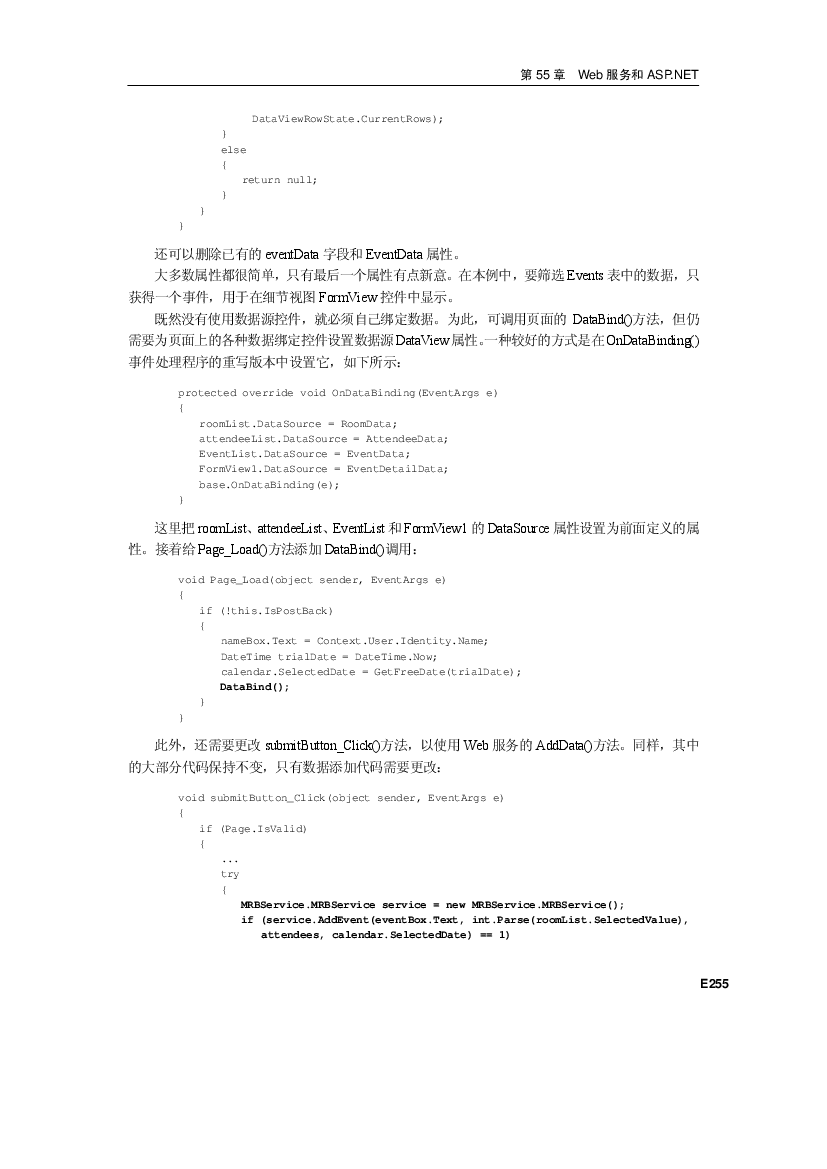 第 55 章 Web 服务和 ASP.NET
DataViewRowState.CurrentRows);
}
else
{
return null;
}
}
}
还可以删除已有的 eventData 字段和 EventData 属性。
大多数属性都很简单，只有最后一个属性有点新意。在本例中，要筛选 Events 表中的数据，只
获得一个事件，用于在细节视图 FormView 控件中显示。
既然没有使用数据源控件，就必须自己绑定数据。为此，可调用页面的 DataBind()方法，但仍
需要为页面上的各种数据绑定控件设置数据源 DataView 属性。一种较好的方式是在 OnDataBinding()
事件处理程序的重写版本中设置它，如下所示：
protected override void OnDataBinding(EventArgs e)
{
roomList.DataSource = RoomData;
attendeeList.DataSource = AttendeeData;
EventList.DataSource = EventData;
FormView1.DataSource = EventDetailData;
base.OnDataBinding(e);
}
这里把 roomList、attendeeList、EventList 和 FormView1 的 DataSource 属性设置为前面定义的属
性。接着给 Page_Load()方法添加 DataBind()调用：
void Page_Load(object sender, EventArgs e)
{
if (!this.IsPostBack)
{
nameBox.Text = Context.User.Identity.Name;
DateTime trialDate = DateTime.Now;
calendar.SelectedDate = GetFreeDate(trialDate);
DataBind();
}
}
此外，还需要更改 submitButton_Click()方法，以使用 Web 服务的 AddData()方法。同样，其中
的大部分代码保持不变，只有数据添加代码需要更改：
void submitButton_Click(object sender, EventArgs e)
{
if (Page.IsValid)
{
...
try
{
MRBService.MRBService service = new MRBService.MRBService();
if (service.AddEvent(eventBox.Text, int.Parse(roomList.SelectedValue),
attendees, calendar.SelectedDate) == 1)
E255